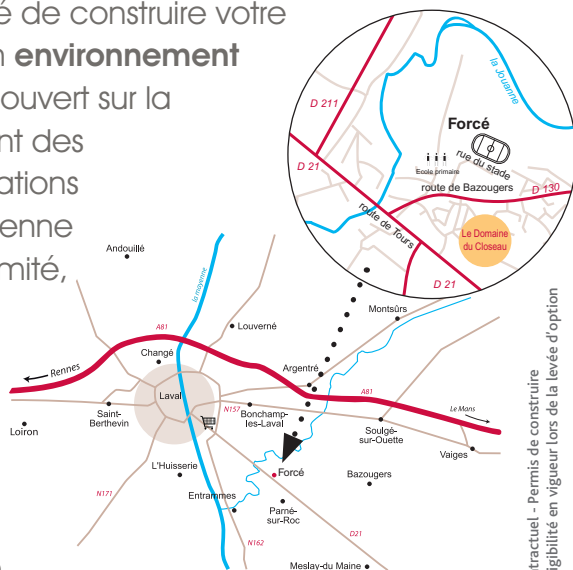 é de construire votre
environnement
ouvert sur la
nt des
ations
enne
mité,
la Jouanne
D 211
Forcé
rue du stade
D 21
Ecole primaire
route de Bazougers
D 130
route de Tours
Le Domaine
du Closeau
D 21
Andouillé
la mayenne
Montsûrs
A81
Louverné
Changé
Rennes
Argentré
A81
Laval
Le Mans
Saint-
Berthevin
N157
Bonchamp-
les-Laval
Loiron
Soulgé-
sur-Ouette
Vaiges
L'Huisserie
Forcé
Bazougers
N171
Entrammes
Parné-
sur-Roc
D21
N162
Meslay-du Maine
tractuel - Permis de construire
igibilité en vigueur lors de la levée d'option